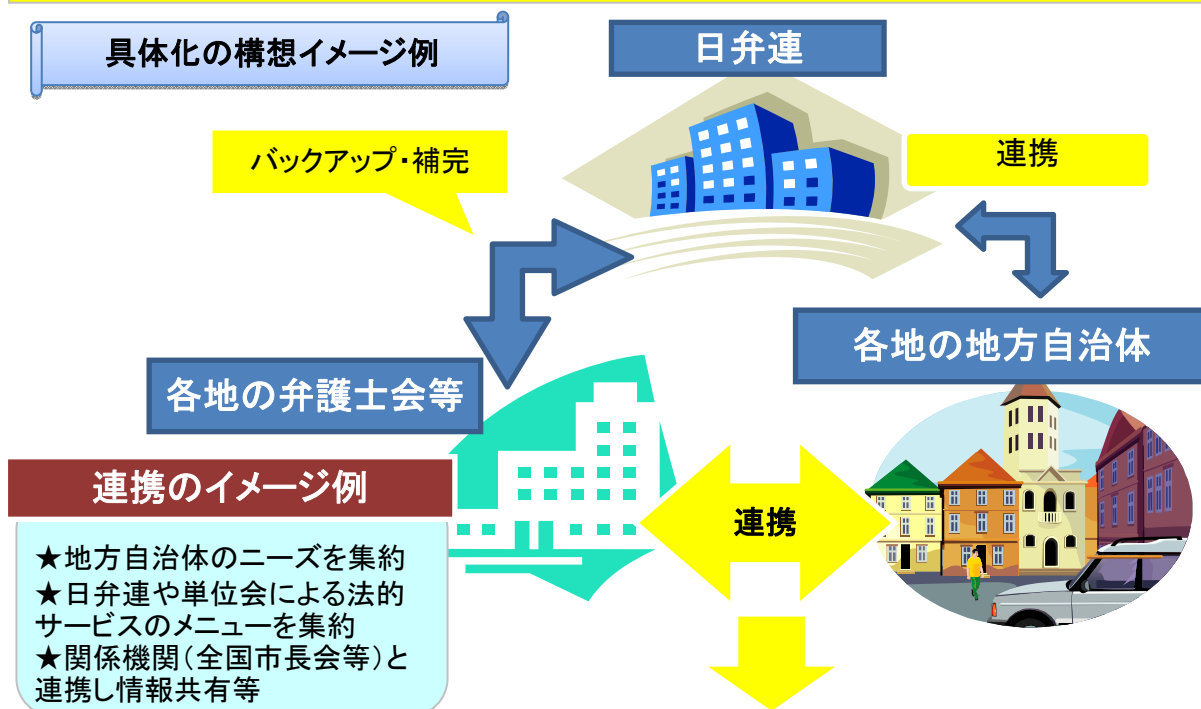 具体化の構想イメージ例
日弁連
バックアップ・補完
連携
各地の地方自治体
各地の弁護士会等
連携のイメージ例
連携
★地方自治体のニーズを集約
★日弁連や単位会による法的
サービスのメニューを集約
★関係機関（全国市長会等）と
連携し情報共有等